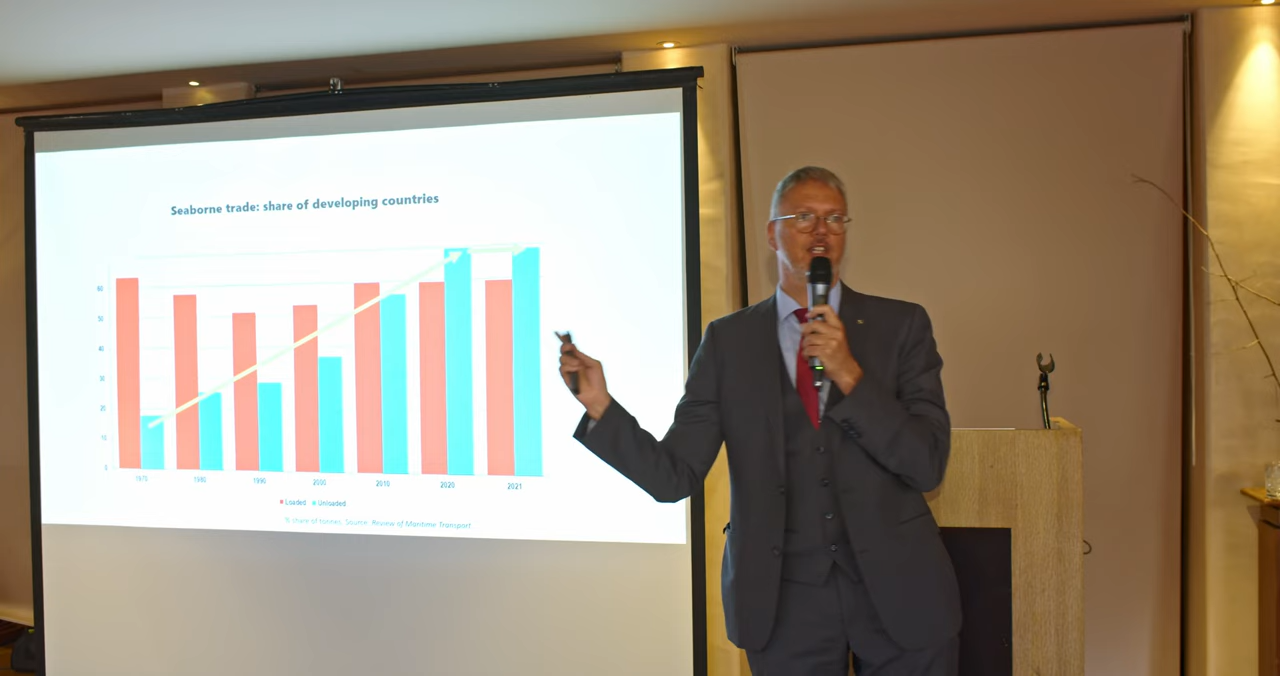 Seaborne trade: share of developing countries
60
50
40
30
20
10
0
1970 1980 1990 2000 2010 2020 2021
Loaded Unloaded
% share of tonnes. Source: Review of Maritime Transport